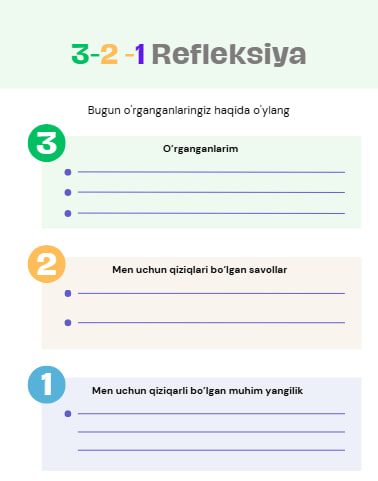 3-2 -1 Refleksiya
Bugun o'rganganlaringiz haqida o'ylang
3
O'rganganlarim
2
Men uchun qiziqlari bo'lgan savollar
1
Men uchun qiziqarli bo'lgan muhim yangilik